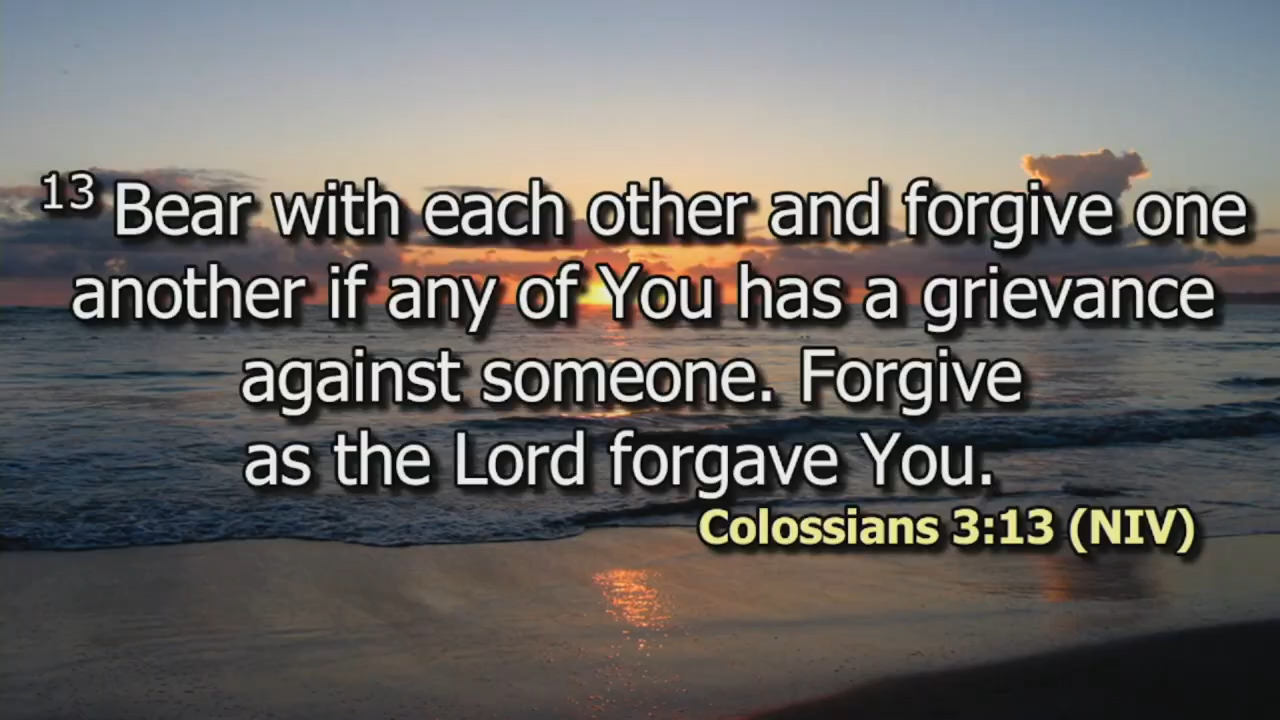 13 Bear with each other and forgive one
another if any of You has a grievance
against someone. Forgive
as the Lord forgave You.
Colossians 3:13 (NIV)